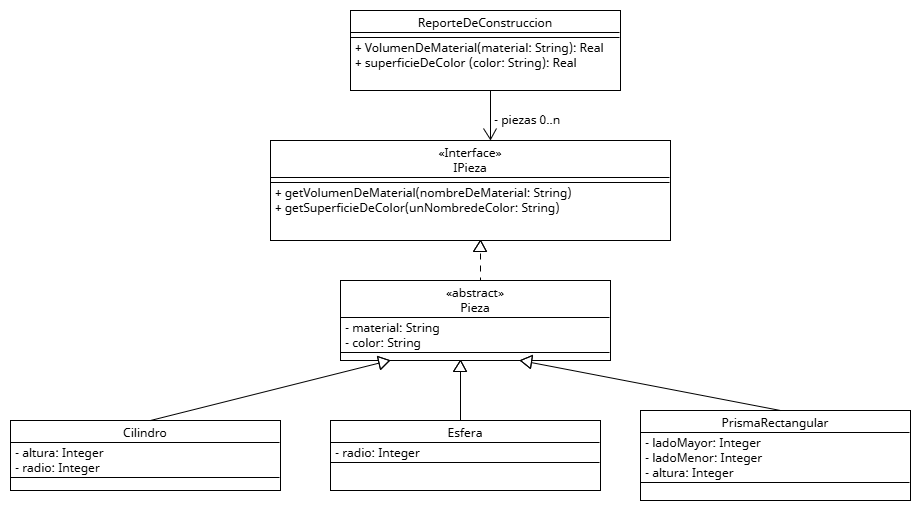 ReporteDeConstruccion
+ VolumenDeMaterial(material: String): Real
+ superficieDeColor (color: String): Real
- piezas 0..n
«Interface»
IPieza
+ getVolumenDeMaterial(nombreDeMaterial: String)
+ getSuperficieDeColor(unNombredeColor: String)
«abstract»
Pieza
- material: String
- color: String
Cilindro
- altura: Integer
- radio: Integer
Esfera
- radio: Integer
PrismaRectangular
- ladoMayor: Integer
- ladoMenor: Integer
- altura: Integer